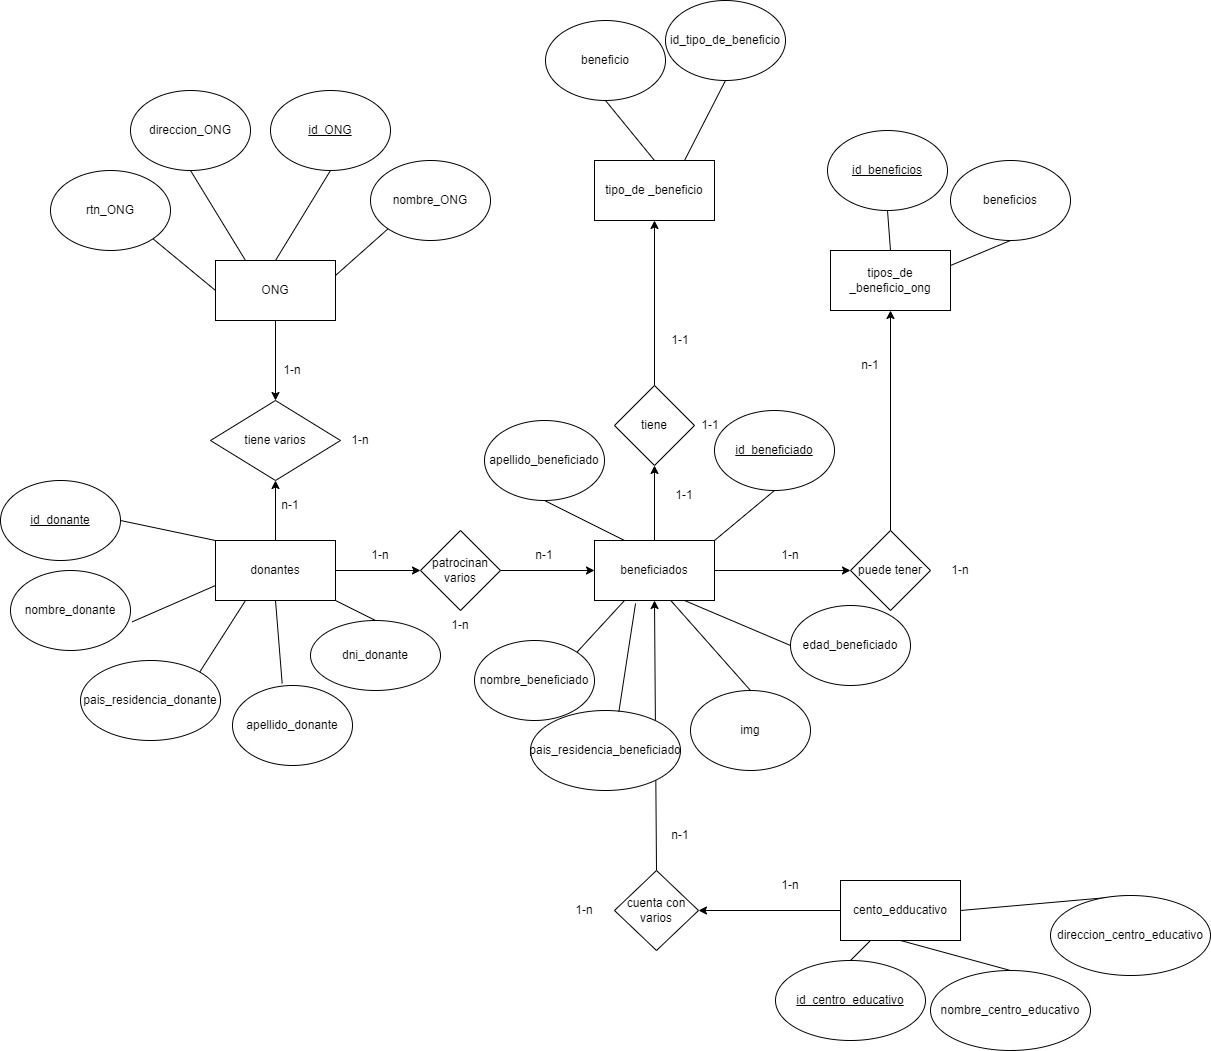 id_tipo_de_beneficio
beneficio
direccion_ONG
id_ONG
id_beneficios
tipo_de _beneficio
nombre_ONG
beneficios
rtn_ONG
tipos_de
_beneficio_ong
ONG
1-1
n-1
1-n
tiene
1-1
tiene varios
1-n
id_beneficiado
apellido_beneficiado
1-1
n-1
id_donante
1-n
n-1
1-n
patrocinan
varios
donantes
beneficiados
puede tener
1-n
nombre_donante
1-n
edad_beneficiado
dni_donante
nombre_beneficiado
pais_residencia_donante
apellido_donante
img
pais_residencia_beneficiado
n-1
1-n
cuenta con
varios
1-n
cento_edducativo
direccion_centro_educativo
id_centro_educativo
nombre_centro_educativo